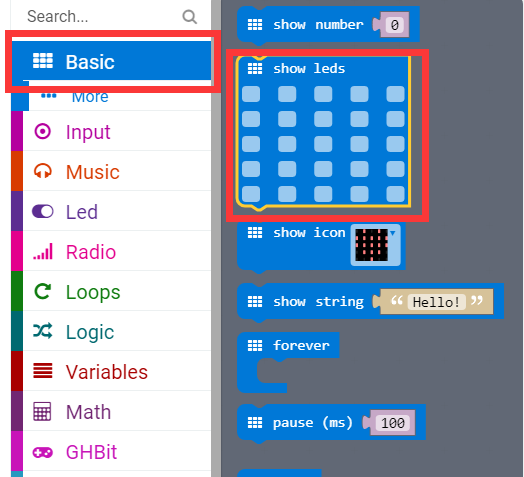 Search...
Basic
More
Input
Music
Led
Radio
Loops
Logic
Variables
Math
GHBit
show number 0
show leds
show icon
show string “ Hello! ”
forever
pause (ms) 100